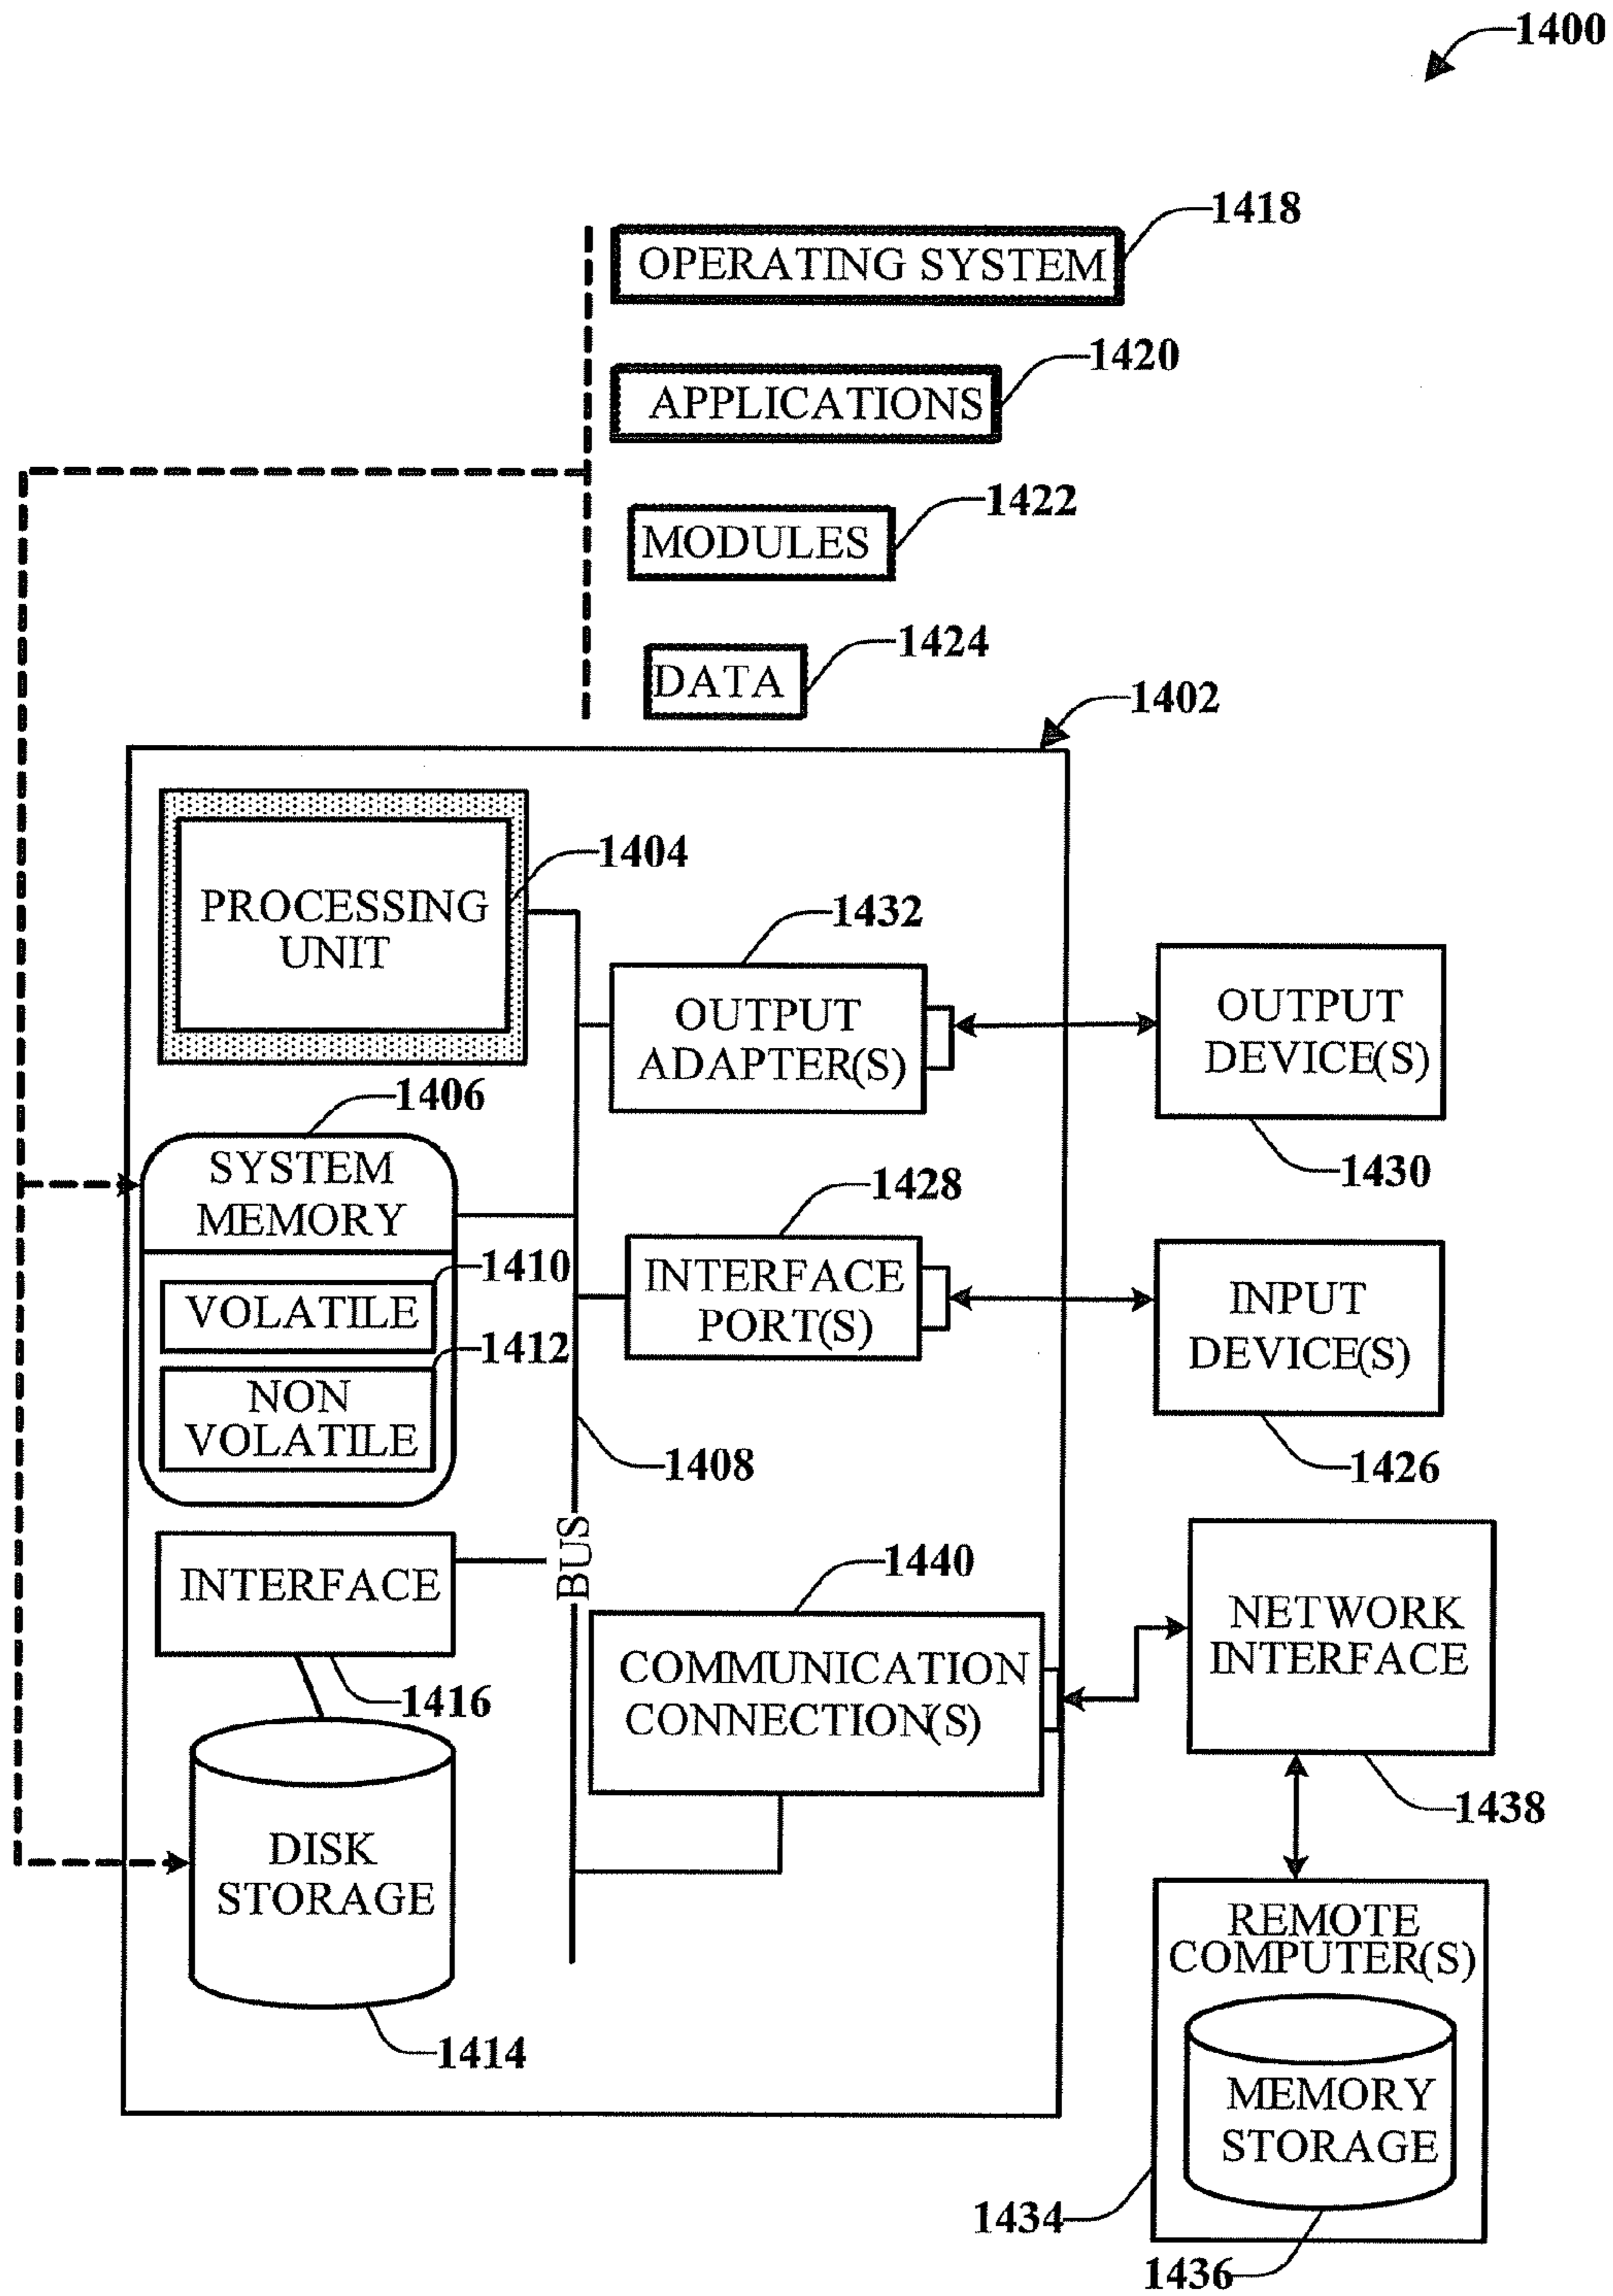 1400
1418
OPERATING SYSTEM
1420
APPLICATIONS
1422
MODULES
1424
DATA
1402
PROCESSING
UNIT
1404
1432
OUTPUT
ADAPTER(S)
OUTPUT
DEVICE(S)
1430
1406
SYSTEM
MEMORY
1410
VOLATILE
1412
NON
VOLATILE
1428
INTERFACE
PORT(S)
INPUT
DEVICE(S)
1426
1408
BUS
INTERFACE
1416
1440
COMMUNICATION
CONNECTION(S)
NETWORK
INTERFACE
1438
DISK
STORAGE
1414
REMOTE
COMPUTER(S)
MEMORY
STORAGE
1434
1436